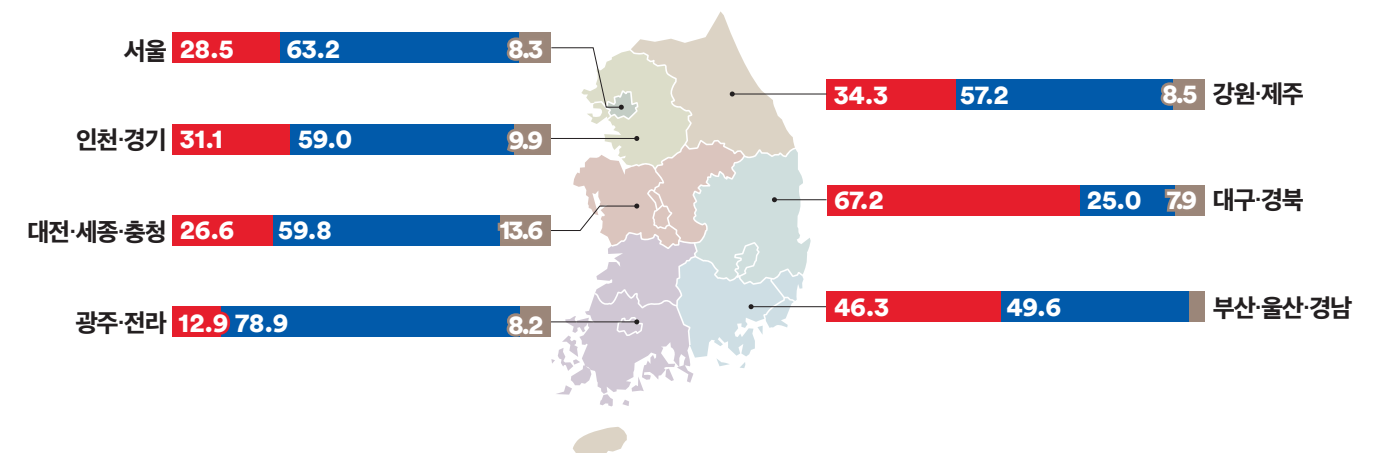 서울 28.5 63.2 8.3
인천·경기 31.1 59.0 9.9
대전·세종·충청 26.6 59.8 13.6
광주·전라 12.9 78.9 8.2
34.3 57.2 8.5 강원·제주
67.2 25.0 7.9 대구·경북
46.3 49.6 부산·울산·경남